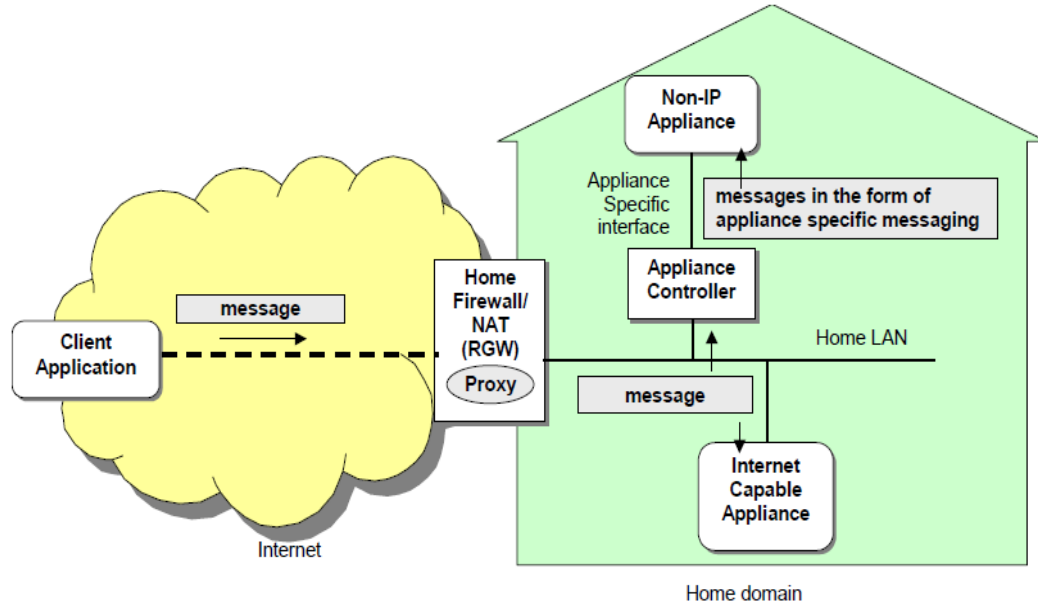 Non-IP
Appliance
Appliance
Specific
interface
messages in the form of
appliance specific messaging
Appliance
Controller
Home
Firewall/
NAT
(RGW)
Proxy
message
Client
Application
Home LAN
message
Internet
Capable
Appliance
Internet
Home domain